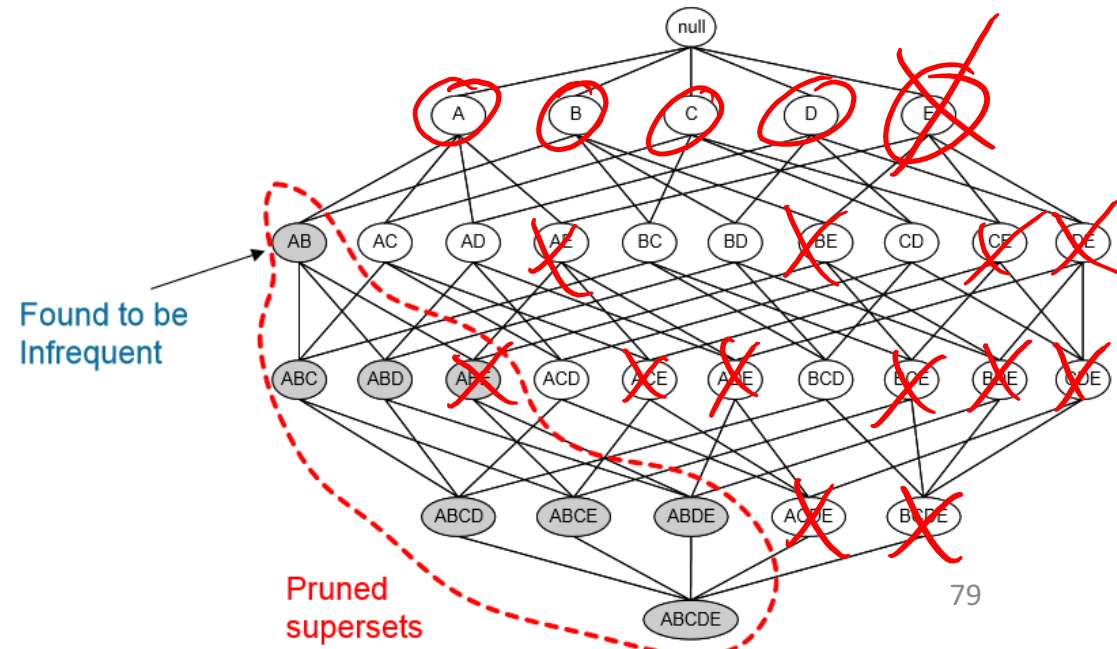 null
A B C D E
AB AC AD AE BC BD BE CD CE DE
Found to be
Infrequent
ABC ABD ABE ACD ACE ADE BCD BCE BDE CDE
ABCD ABCE ABDE ACDE BCDE
Pruned
supersets
79
ABCDE